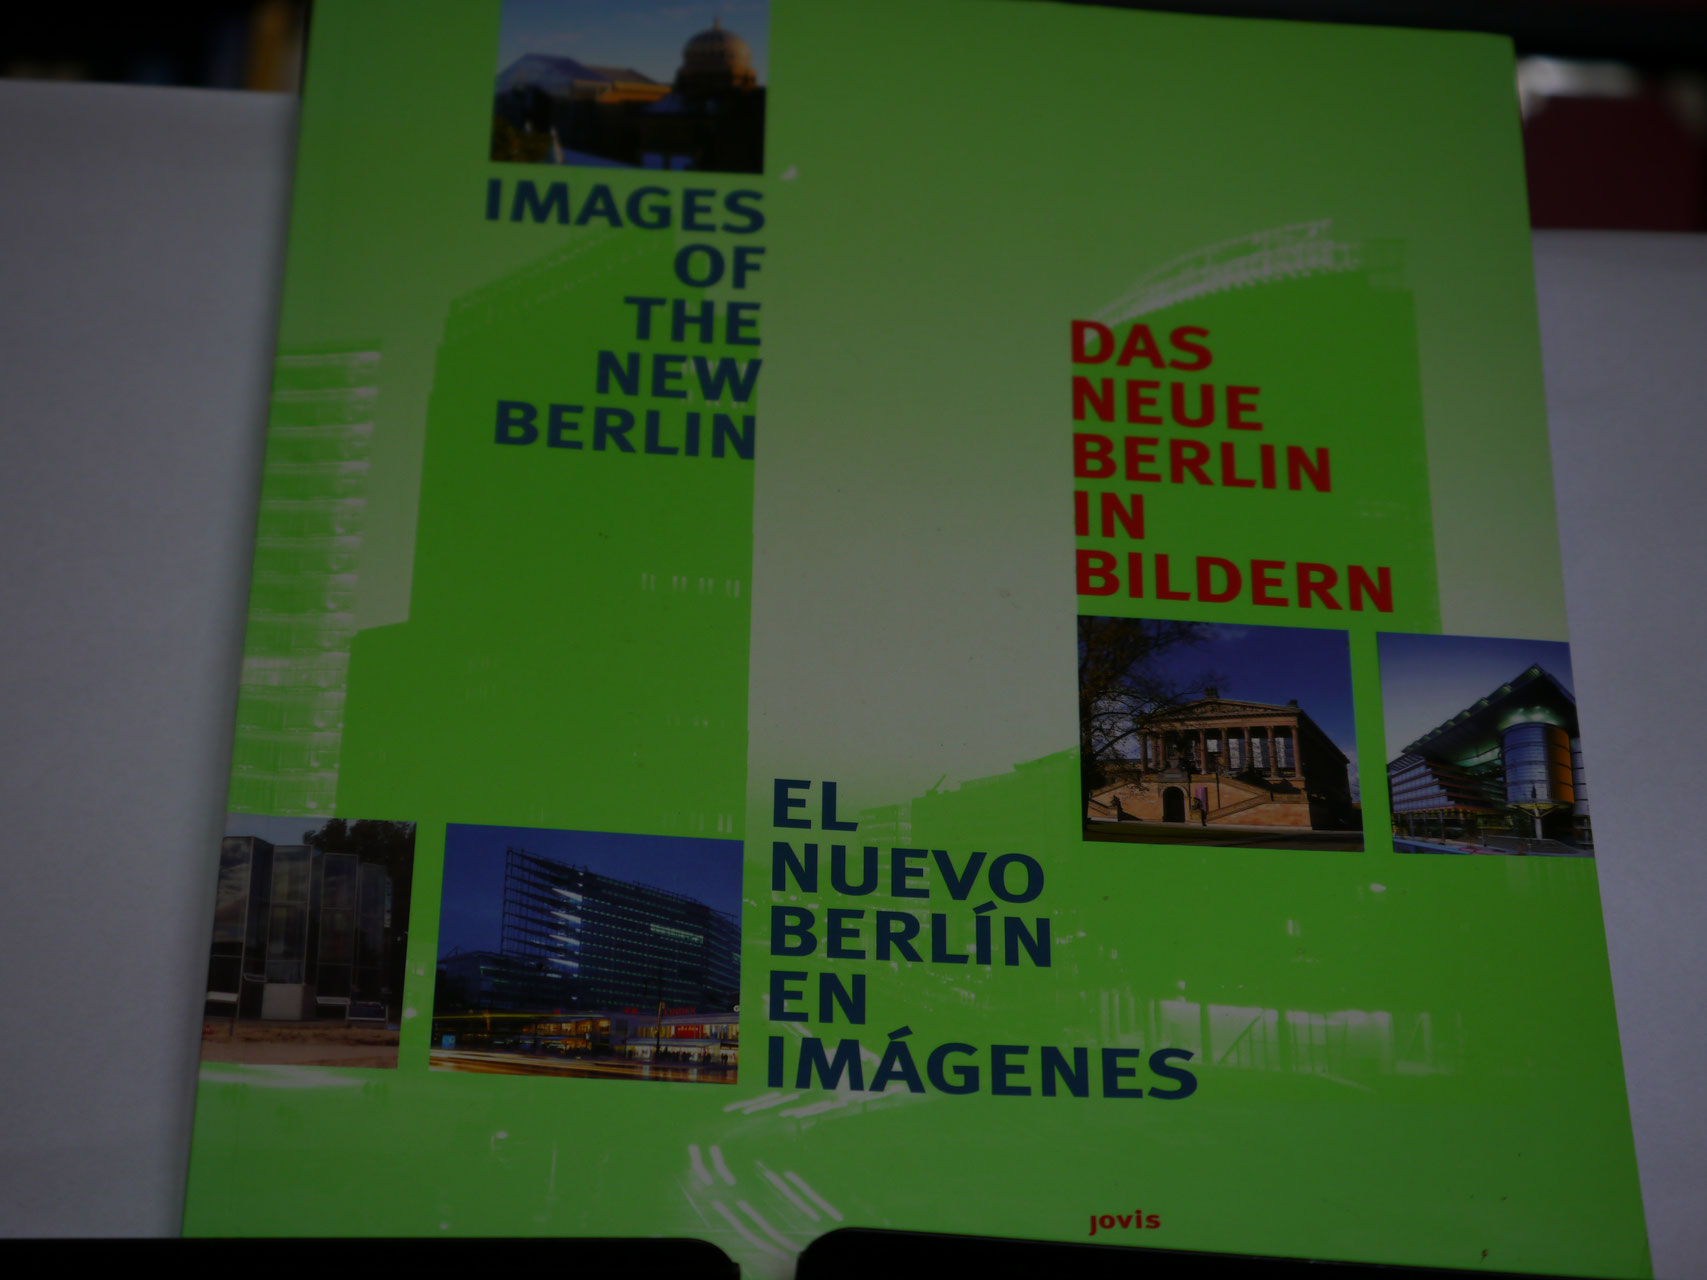 IMAGES
OF
THE
NEW
BERLIN
DAS
NEUE
BERLIN
IN
BILDERN
EL
NUEVO
BERLÍN
EN
IMÁGENES
jovis